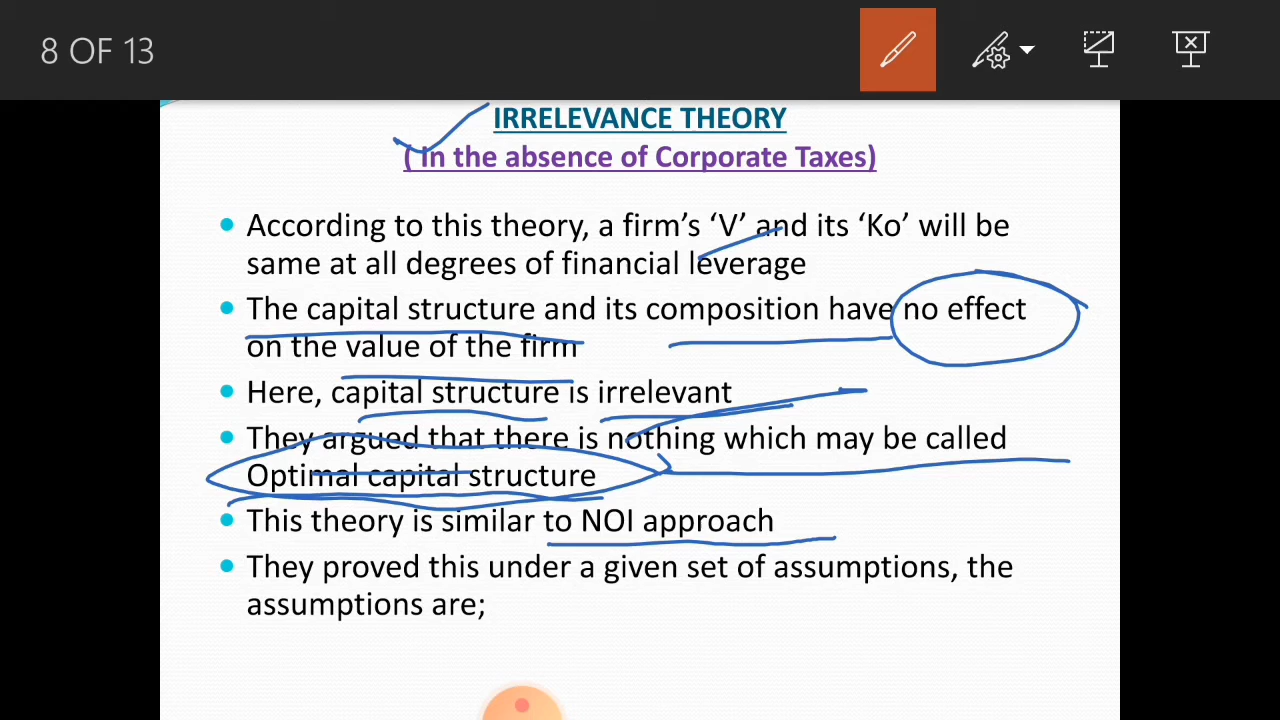 8 OF 13
IRRELEVANCE THEORY
( In the absence of Corporate Taxes)
According to this theory, a firm's ‘V’ and its ‘Ko’ will be
same at all degrees of financial leverage
The capital structure and its composition have no effect
on the value of the firm
Here, capital structure is irrelevant
They argued that there is nothing which may be called
Optimal capital structure
This theory is similar to NOI approach
They proved this under a given set of assumptions, the
assumptions are;